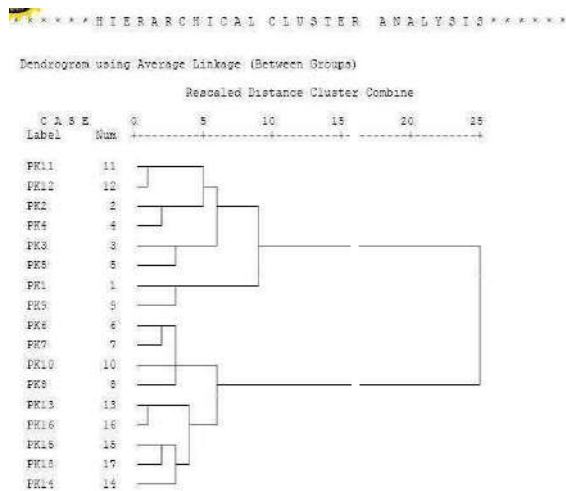 * * * * * * H I E R A R C H I C A L   C L U S T E R   A N A L Y S I S * * * * * *
Dendrogram using Average Linkage (Between Groups)
Rescaled Distance Cluster Combine
C A S E 0 5 10 15 20 25
Label Num
PK11 11
PK12 12
PK2 2
PK4 4
PK3 3
PK5 5
PK1 1
PK9 9
PK6 6
PK7 7
PK10 10
PK8 8
PK13 13
PK16 16
PK15 15
17
PK14 14